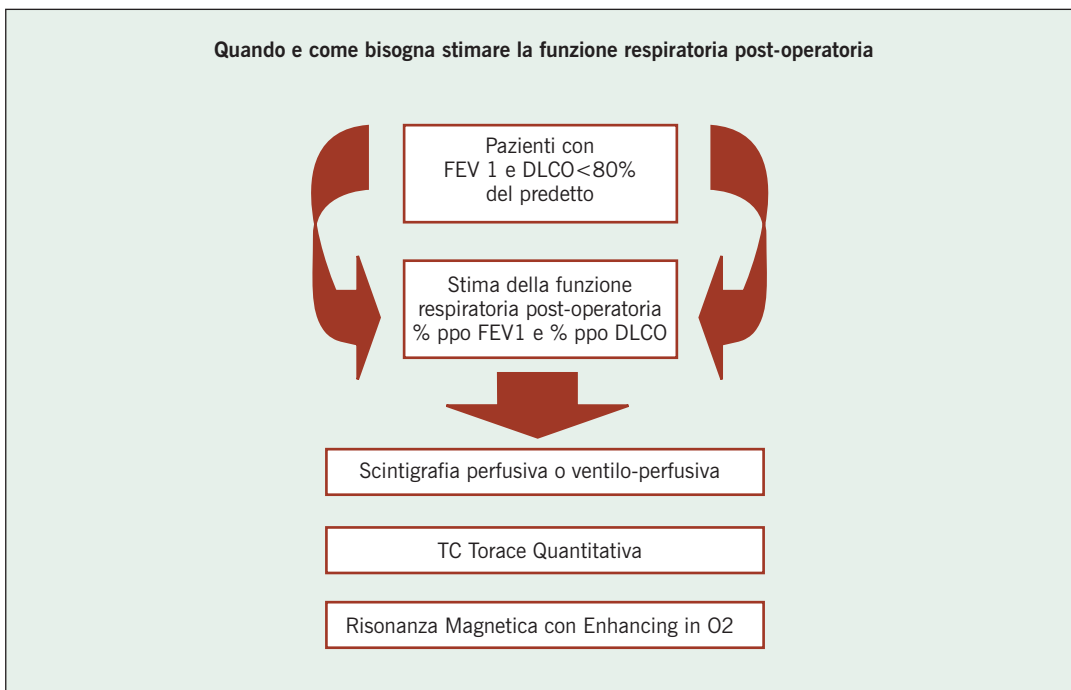 Quando e come bisogna stimare la funzione respiratoria post-operatoria
Pazienti con
FEV 1 e DLCO<80%
del predetto
Stima della funzione
respiratoria post-operatoria
% ppo FEV1 e % ppo DLCO
Scintigrafia perfusiva o ventilo-perfusiva
TC Torace Quantitativa
Risonanza Magnetica con Enhancing in O2